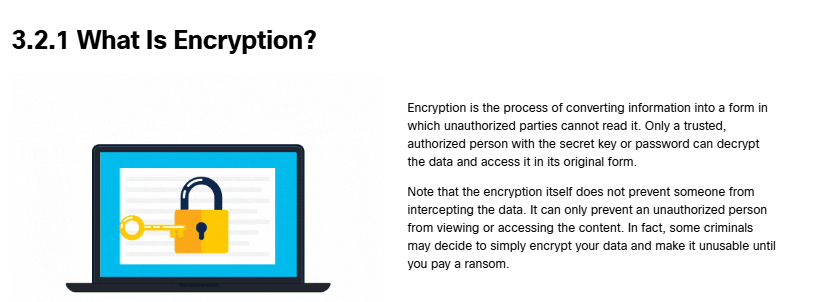 3.2.1 What Is Encryption?
Encryption is the process of converting information into a form in
which unauthorized parties cannot read it. Only a trusted,
authorized person with the secret key or password can decrypt
the data and access it in its original form.
Note that the encryption itself does not prevent someone from
intercepting the data. It can only prevent an unauthorized person
from viewing or accessing the content. In fact, some criminals
may decide to simply encrypt your data and make it unusable until
you pay a ransom.